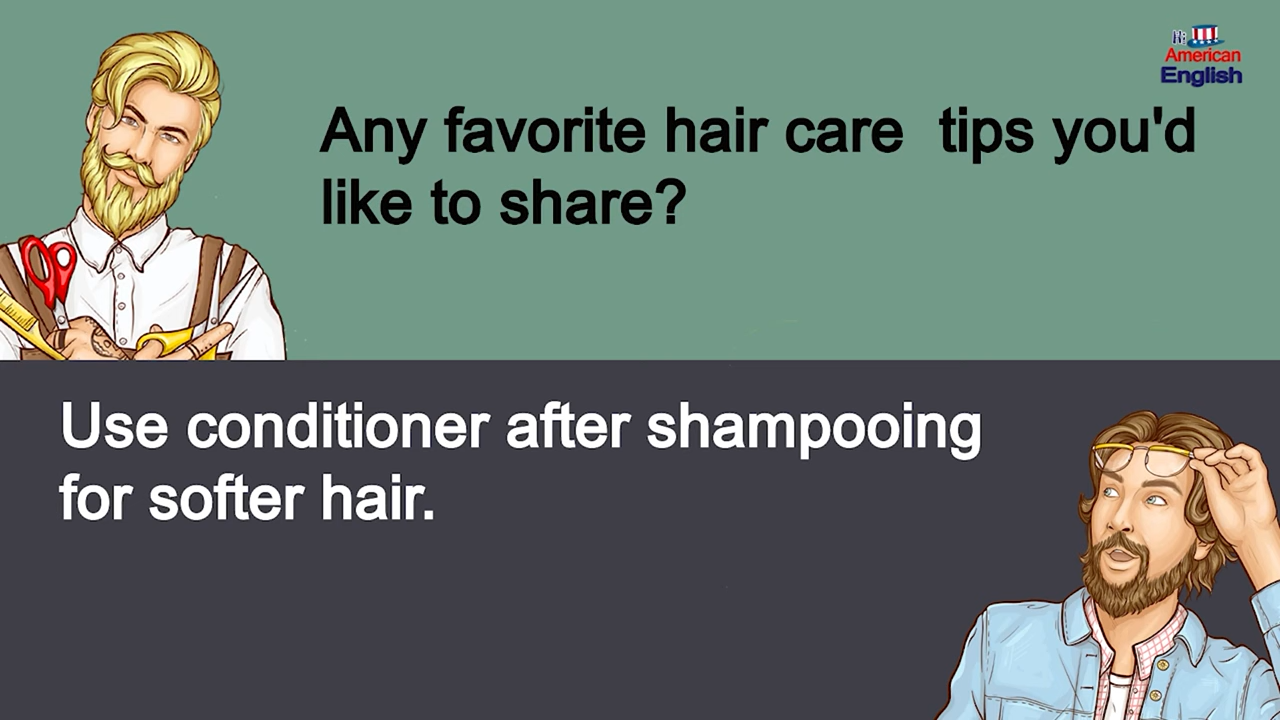 American
English
Any favorite hair care  tips you'd
like to share?
Use conditioner after shampooing
for softer hair.